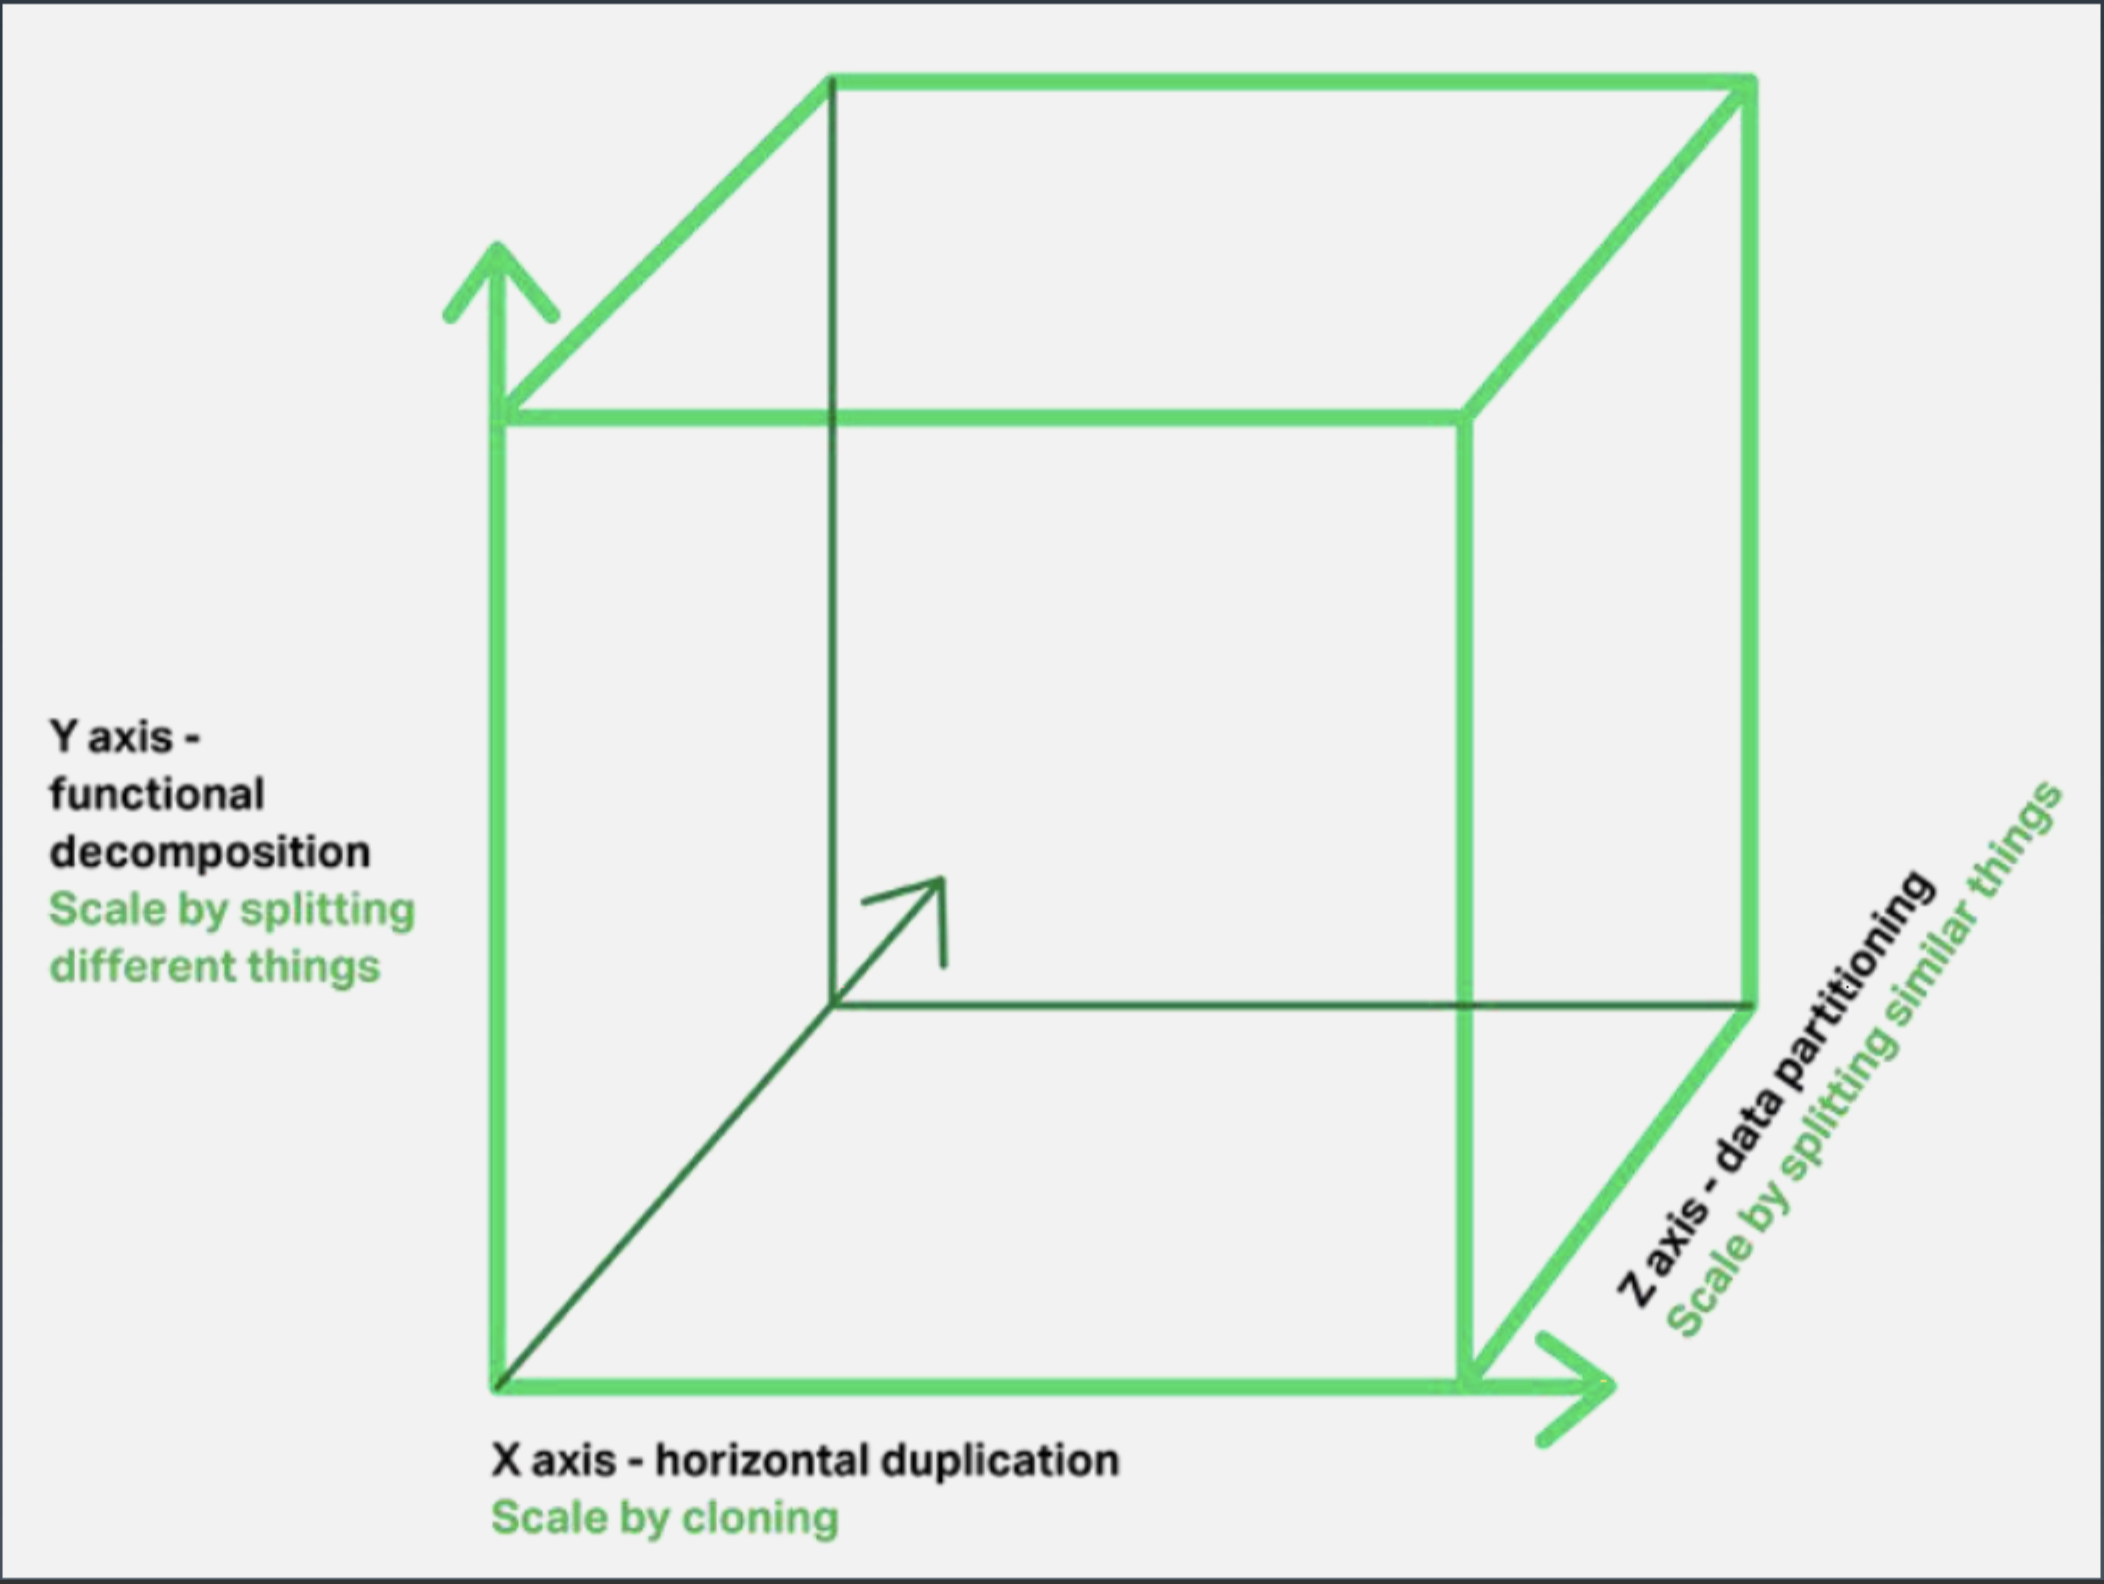 Y axis -
functional
decomposition
Scale by splitting
different things
Z axis - data partitioning
Scale by splitting similar things
X axis - horizontal duplication
Scale by cloning